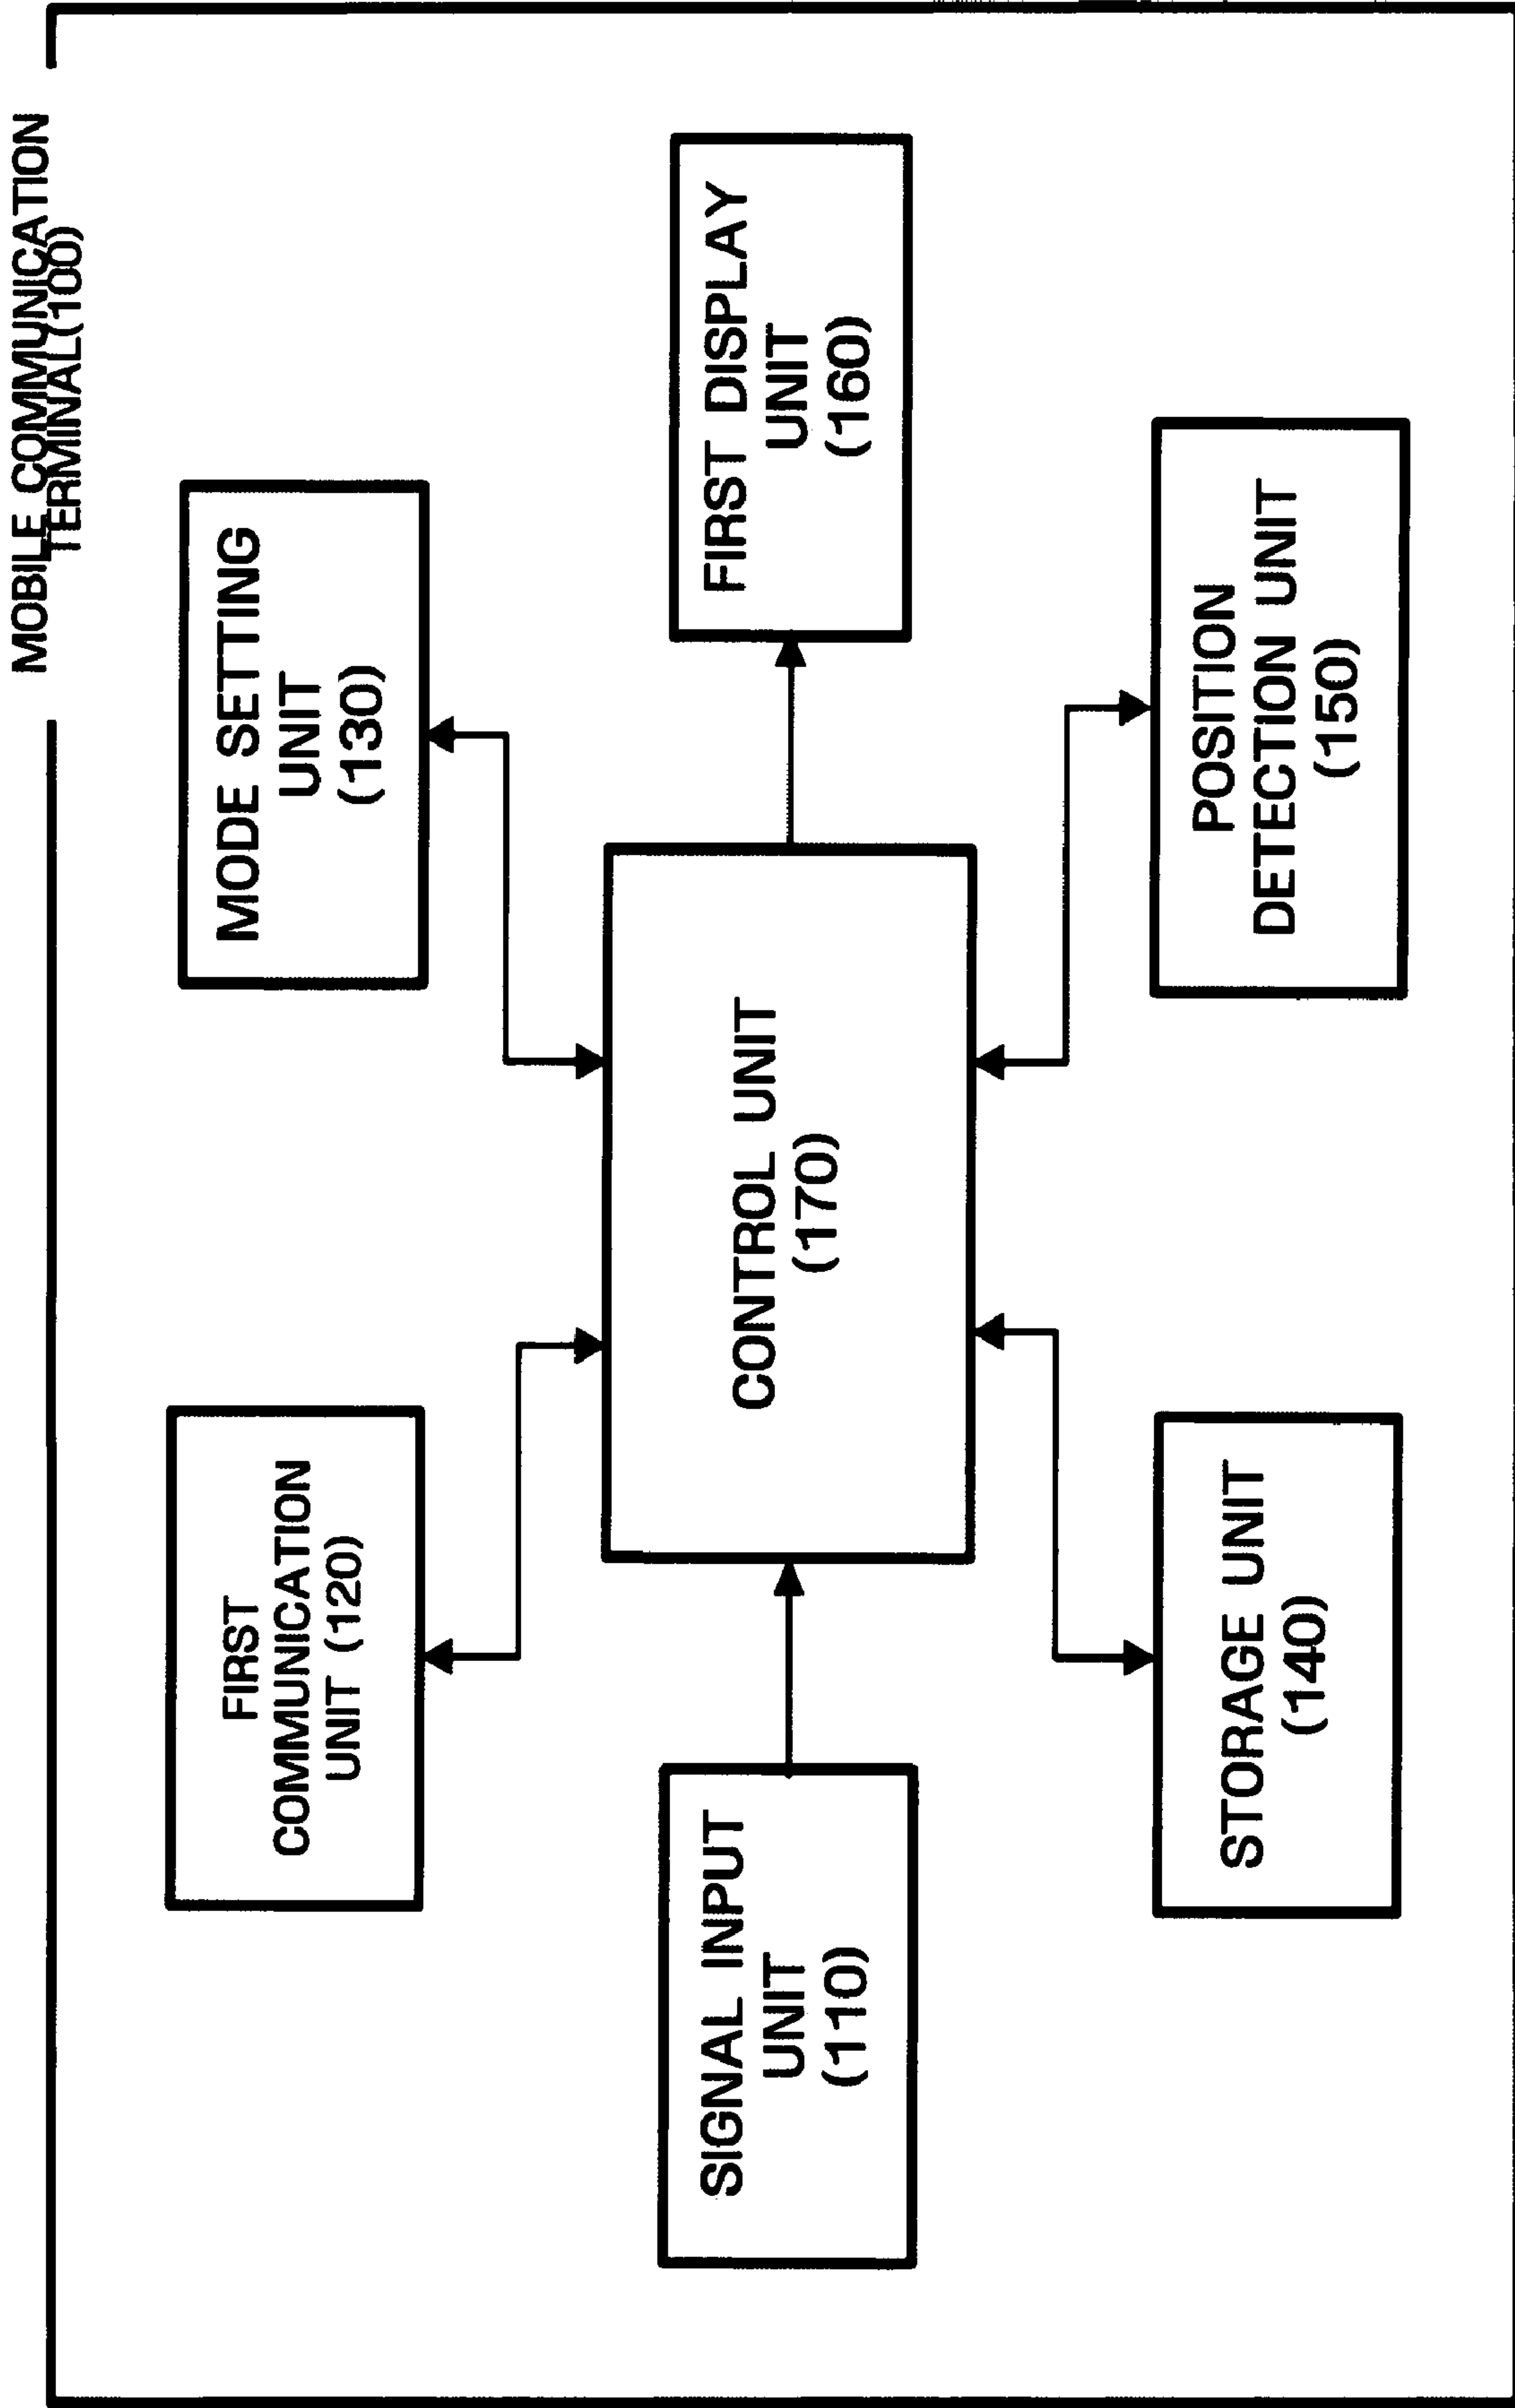 MOBILE COMMUNICATION
TERMINAL(100)
FIRST
COMMUNICATION
UNIT (120)
MODE SETTING
UNIT
(130)
SIGNAL INPUT
UNIT
(110)
CONTROL UNIT
(170)
FIRST DISPLAY
UNIT
(160)
STORAGE UNIT
(140)
POSITION
DETECTION UNIT
(150)